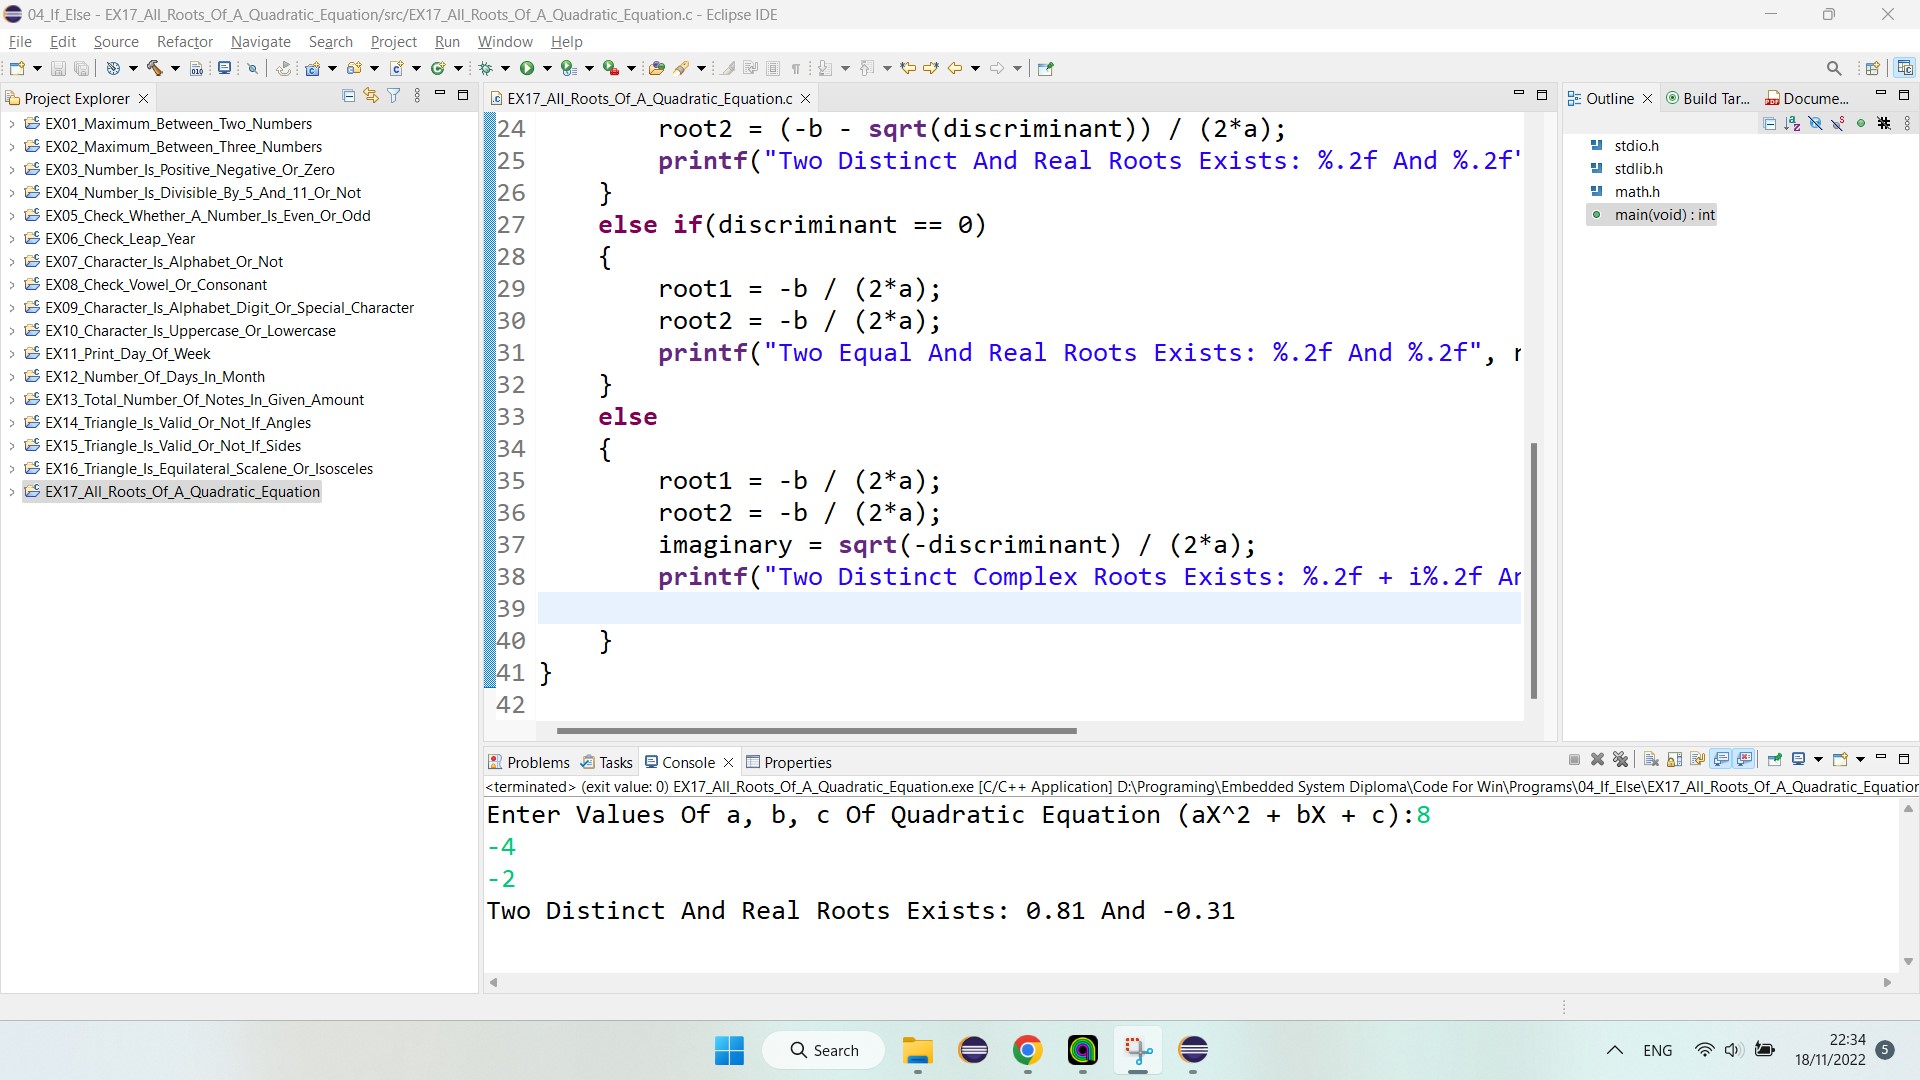 04_If_Else - EX17_All_Roots_Of_A_Quadratic_Equation/src/EX17_All_Roots_Of_A_Quadratic_Equation.c - Eclipse IDE
File Edit Source Refactor Navigate Search Project Run Window Help
Project Explorer
EX01_Maximum_Between_Two_Numbers
EX02_Maximum_Between_Three_Numbers
EX03_Number_Is_Positive_Negative_Or_Zero
EX04_Number_Is_Divisible_By_5_And_11_Or_Not
EX05_Check_Whether_A_Number_Is_Even_Or_Odd
EX06_Check_Leap_Year
EX07_Character_Is_Alphabet_Or_Not
EX08_Check_Vowel_Or_Consonant
EX09_Character_Is_Alphabet_Digit_Or_Special_Character
EX10_Character_Is_Uppercase_Or_Lowercase
EX11_Print_Day_Of_Week
EX12_Number_Of_Days_In_Month
EX13_Total_Number_Of_Notes_In_Given_Amount
EX14_Triangle_Is_Valid_Or_Not_If_Angles
EX15_Triangle_Is_Valid_Or_Not_If_Sides
EX16_Triangle_Is_Equilateral_Scalene_Or_Isosceles
EX17_All_Roots_Of_A_Quadratic_Equation
EX17_All_Roots_Of_A_Quadratic_Equation.c
24 root2 = (-b - sqrt(discriminant)) / (2*a);
25 printf("Two Distinct And Real Roots Exists: %.2f And %.2f"
26 }
27 else if(discriminant == 0)
28 {
29 root1 = -b / (2*a);
30 root2 = -b / (2*a);
31 printf("Two Equal And Real Roots Exists: %.2f And %.2f", r
32 }
33 else
34 {
35 root1 = -b / (2*a);
36 root2 = -b / (2*a);
37 imaginary = sqrt(-discriminant) / (2*a);
38 printf("Two Distinct Complex Roots Exists: %.2f + i%.2f An
39
40 }
41 }
42
Outline Build Tar... Docume...
stdio.h
stdlib.h
math.h
main(void) : int
Problems Tasks Console Properties
<terminated> (exit value: 0) EX17_All_Roots_Of_A_Quadratic_Equation.exe [C/C++ Application] D:\Programing\Embedded System Diploma\Code For Win\Programs\04_If_Else\EX17_All_Roots_Of_A_Quadratic_Equation
Enter Values Of a, b, c Of Quadratic Equation (aX^2 + bX + c):8
-4
-2
Two Distinct And Real Roots Exists: 0.81 And -0.31
Search
ENG
22:34
18/11/2022
5